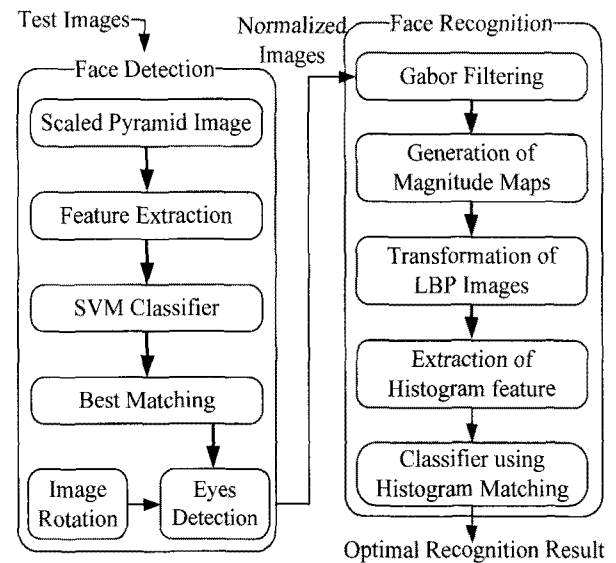 Test Images
Face Detection
Scaled Pyramid Image
Feature Extraction
SVM Classifier
Best Matching
Image
Rotation
Eyes
Detection
Normalized
Images
Face Recognition
Gabor Filtering
Generation of
Magnitude Maps
Transformation of
LBP Images
Extraction of
Histogram feature
Classifier using
Histogram Matching
Optimal Recognition Result